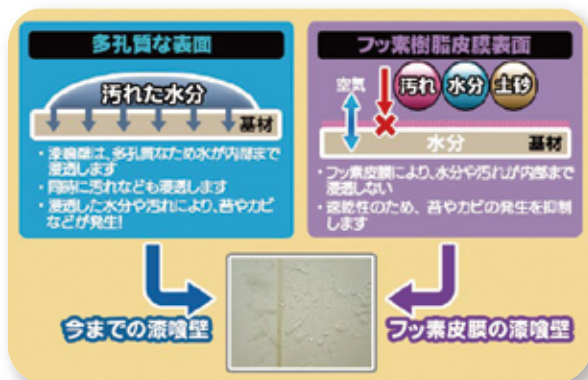 多孔質な表面
汚れた水分
基材
・漆喰壁は、多孔質なため水が内部まで
浸透します
・同時に汚れなども浸透します
・浸透した水分や汚れにより、苔やカビ
などが発生!
フッ素樹脂皮膜表面
空気
汚れ
水分
土砂
水分
基材
・フッ素皮膜により、水分や汚れが内部まで
浸透しない
・速乾性のため、苔やカビの発生を抑制
します
今までの漆喰壁
フッ素皮膜の漆喰壁